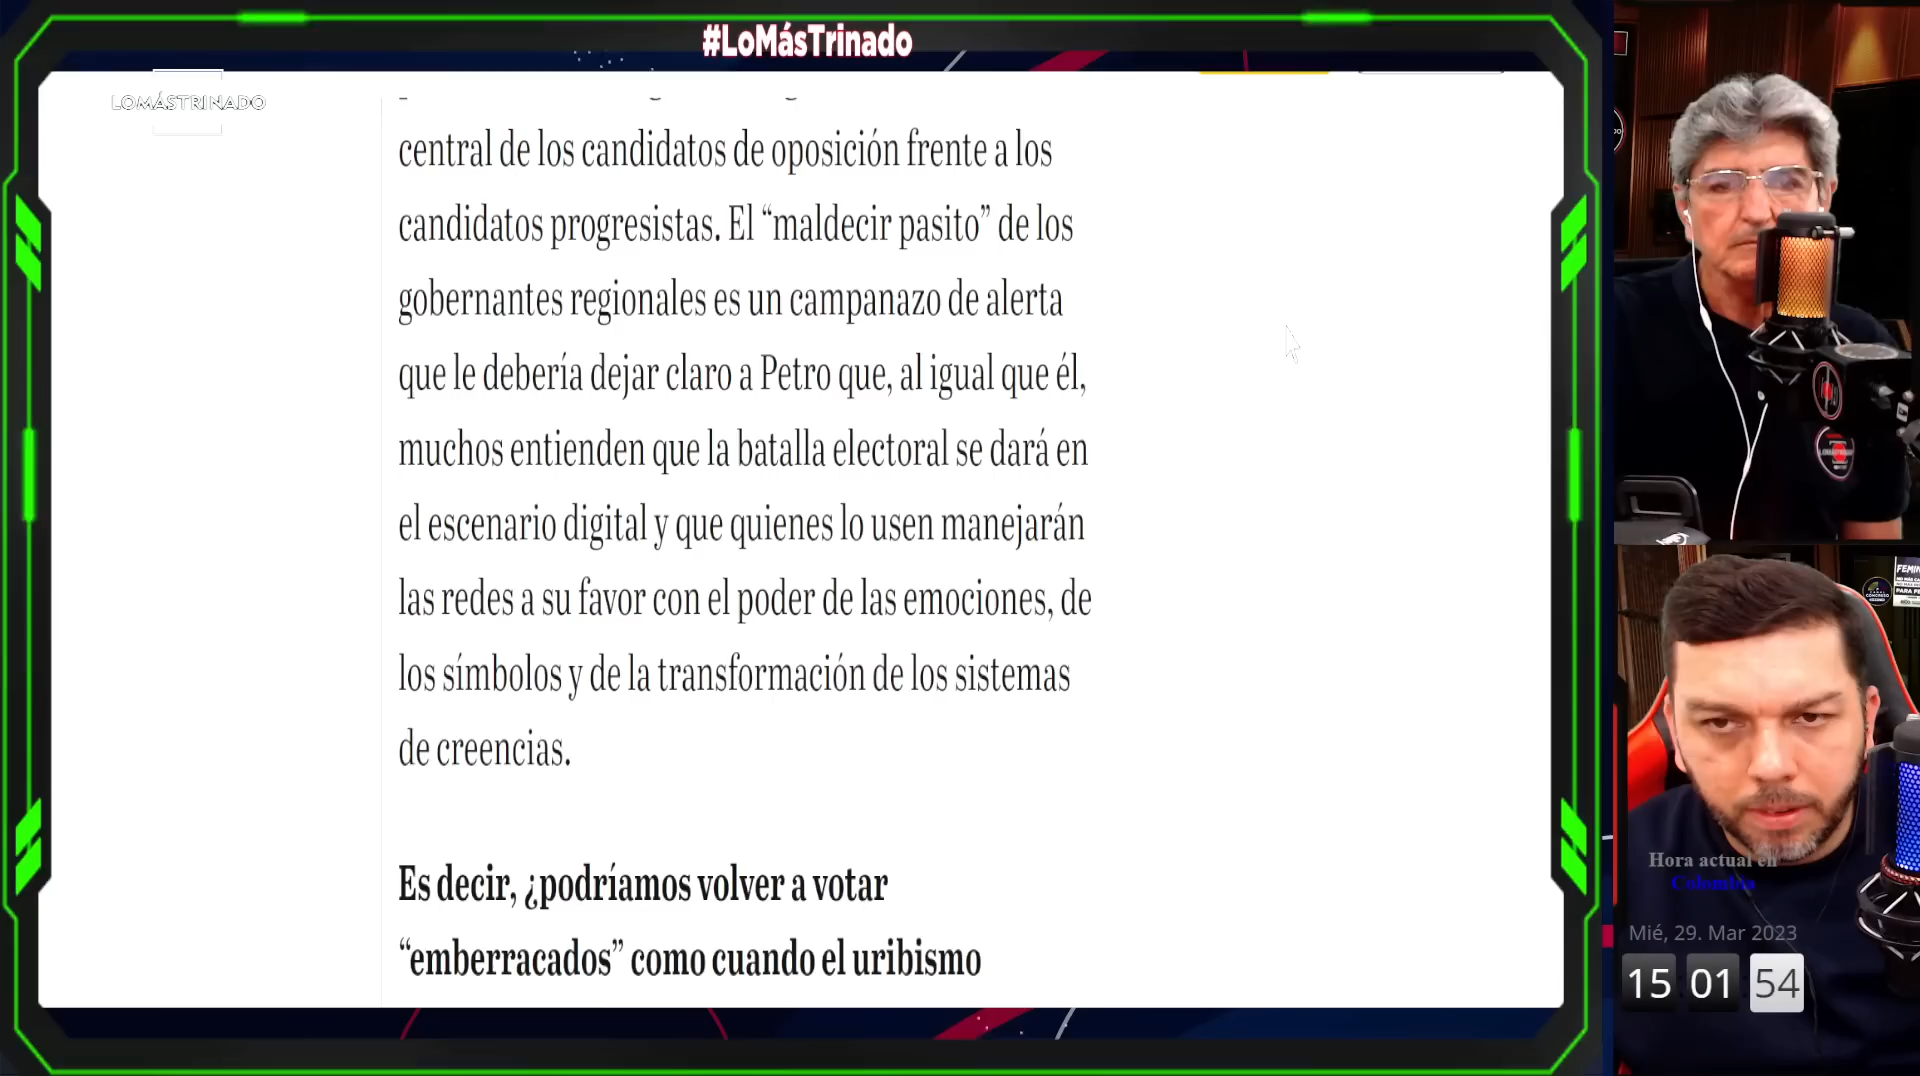 #LoMásTrinado
LOMÁSTRINADO
central de los candidatos de oposición frente a los
candidatos progresistas. El “maldecir pasito” de los
gobernantes regionales es un campanazo de alerta
que le debería dejar claro a Petro que, al igual que él,
muchos entienden que la batalla electoral se dará en
el escenario digital y que quienes lo usen manejarán
las redes a su favor con el poder de las emociones, de
los símbolos y de la transformación de los sistemas
de creencias.
Es decir, ¿podríamos volver a votar
“emberracados” como cuando el uribismo
Hora actual en
Colombia
Mié, 29. Mar 2023
15 01 54